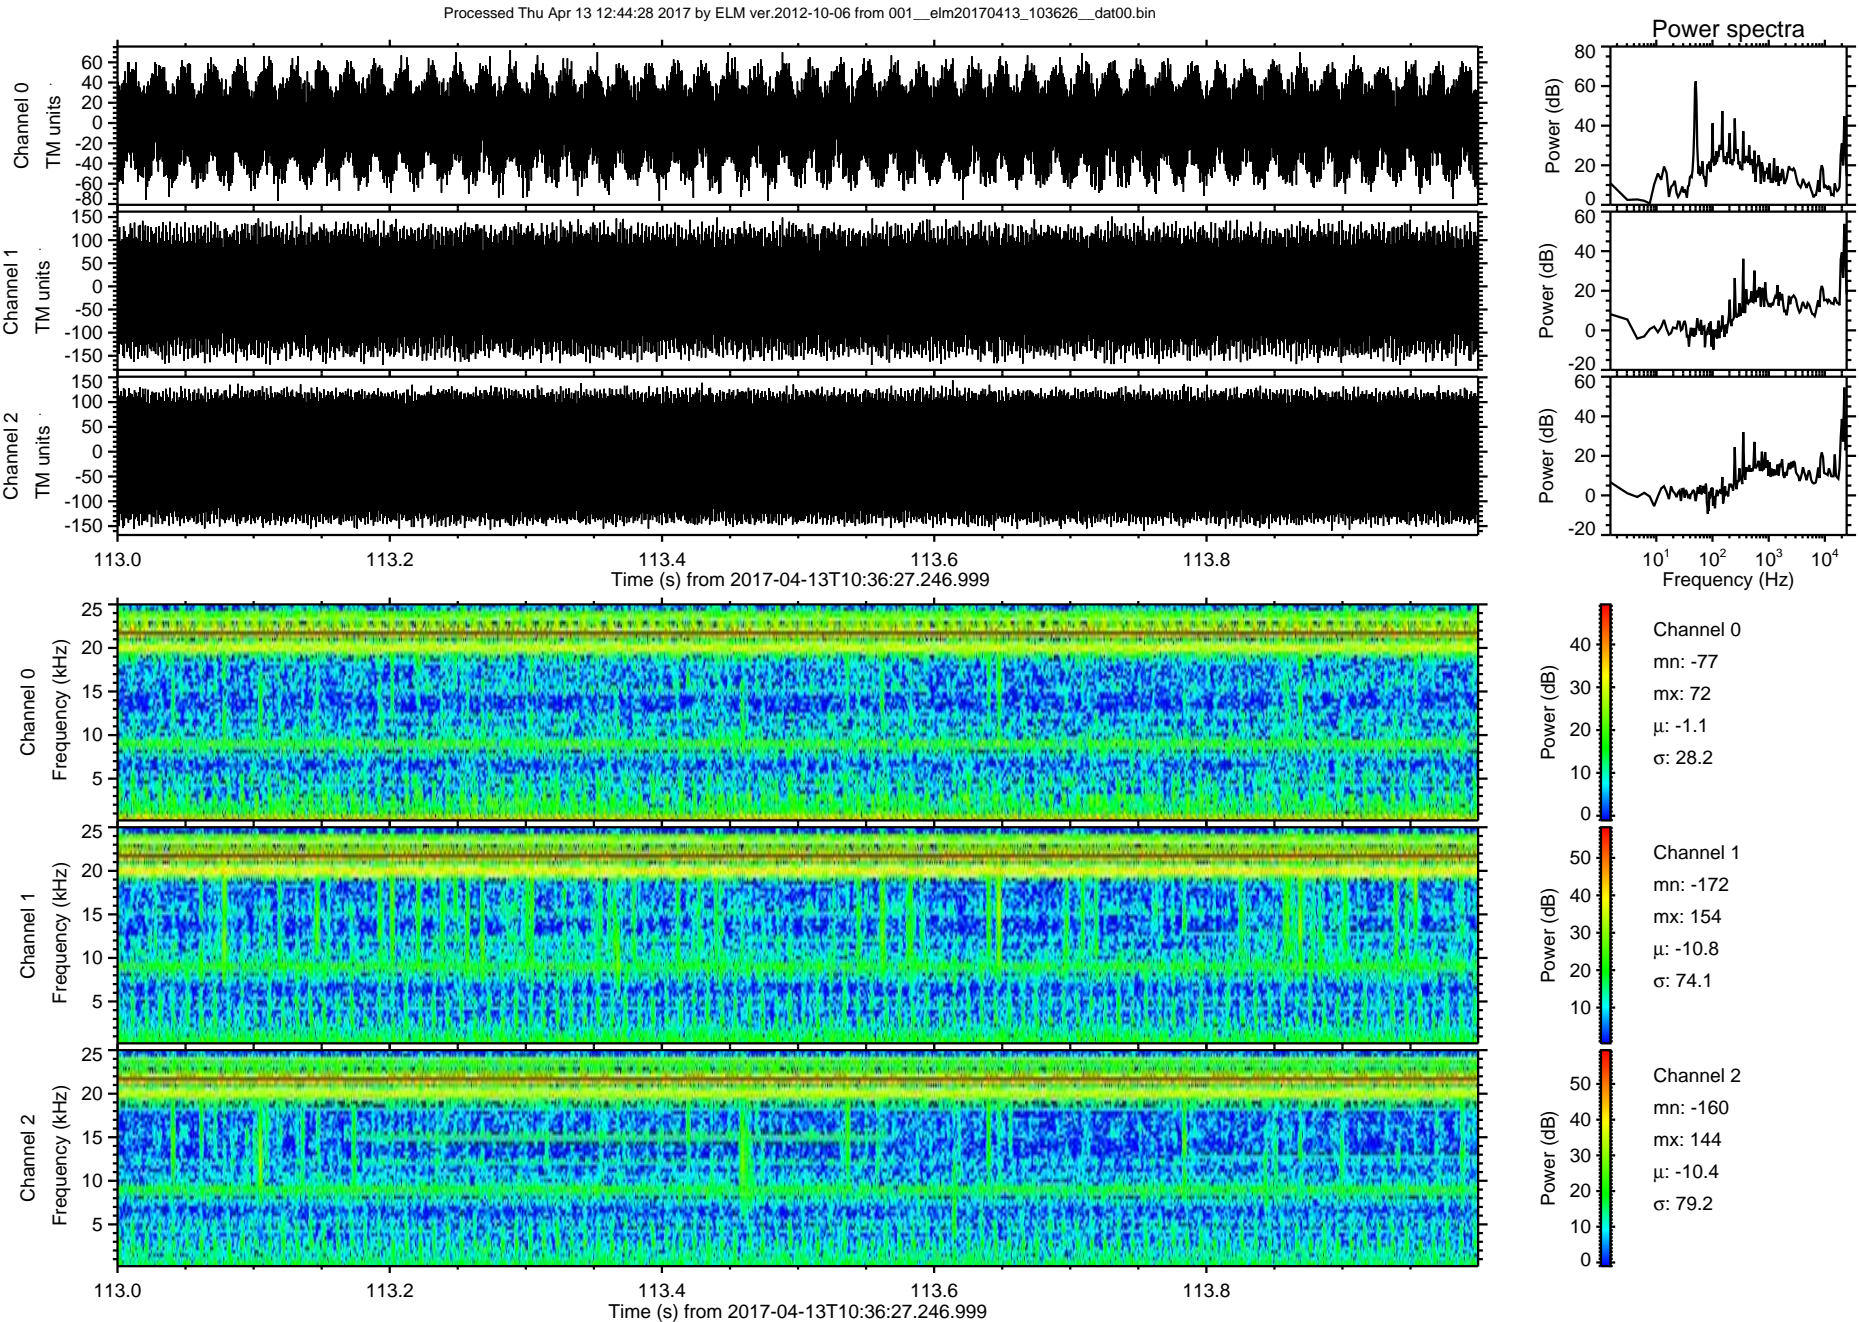 Processed Thu Apr 13 12:44:28 2017 by ELM ver.2012-10-06 from 001__elm20170413_103626__dat00.bin
Power spectra
Channel 0
TM units
60
40
20
0
-20
-40
-60
-80
Power (dB)
80
60
40
20
0
Channel 1
TM units
150
100
50
0
-50
-100
-150
Power (dB)
60
40
20
0
-20
Channel 2
TM units
150
100
50
0
-50
-100
-150
Power (dB)
60
40
20
0
-20
113.0 113.2 113.4 113.6 113.8
Time (s) from 2017-04-13T10:36:27.246.999
10¹ 10² 10³ 10⁴
Frequency (Hz)
Channel 0
Frequency (kHz)
25
20
15
10
5
Power (dB)
40
30
20
10
0
Channel 0
mn: -77
mx: 72
μ: -1.1
σ: 28.2
Channel 1
Frequency (kHz)
25
20
15
10
5
Power (dB)
50
40
30
20
10
Channel 1
mn: -172
mx: 154
μ: -10.8
σ: 74.1
Channel 2
Frequency (kHz)
25
20
15
10
5
Power (dB)
50
40
30
20
10
0
Channel 2
mn: -160
mx: 144
μ: -10.4
σ: 79.2
113.0 113.2 113.4 113.6 113.8
Time (s) from 2017-04-13T10:36:27.246.999